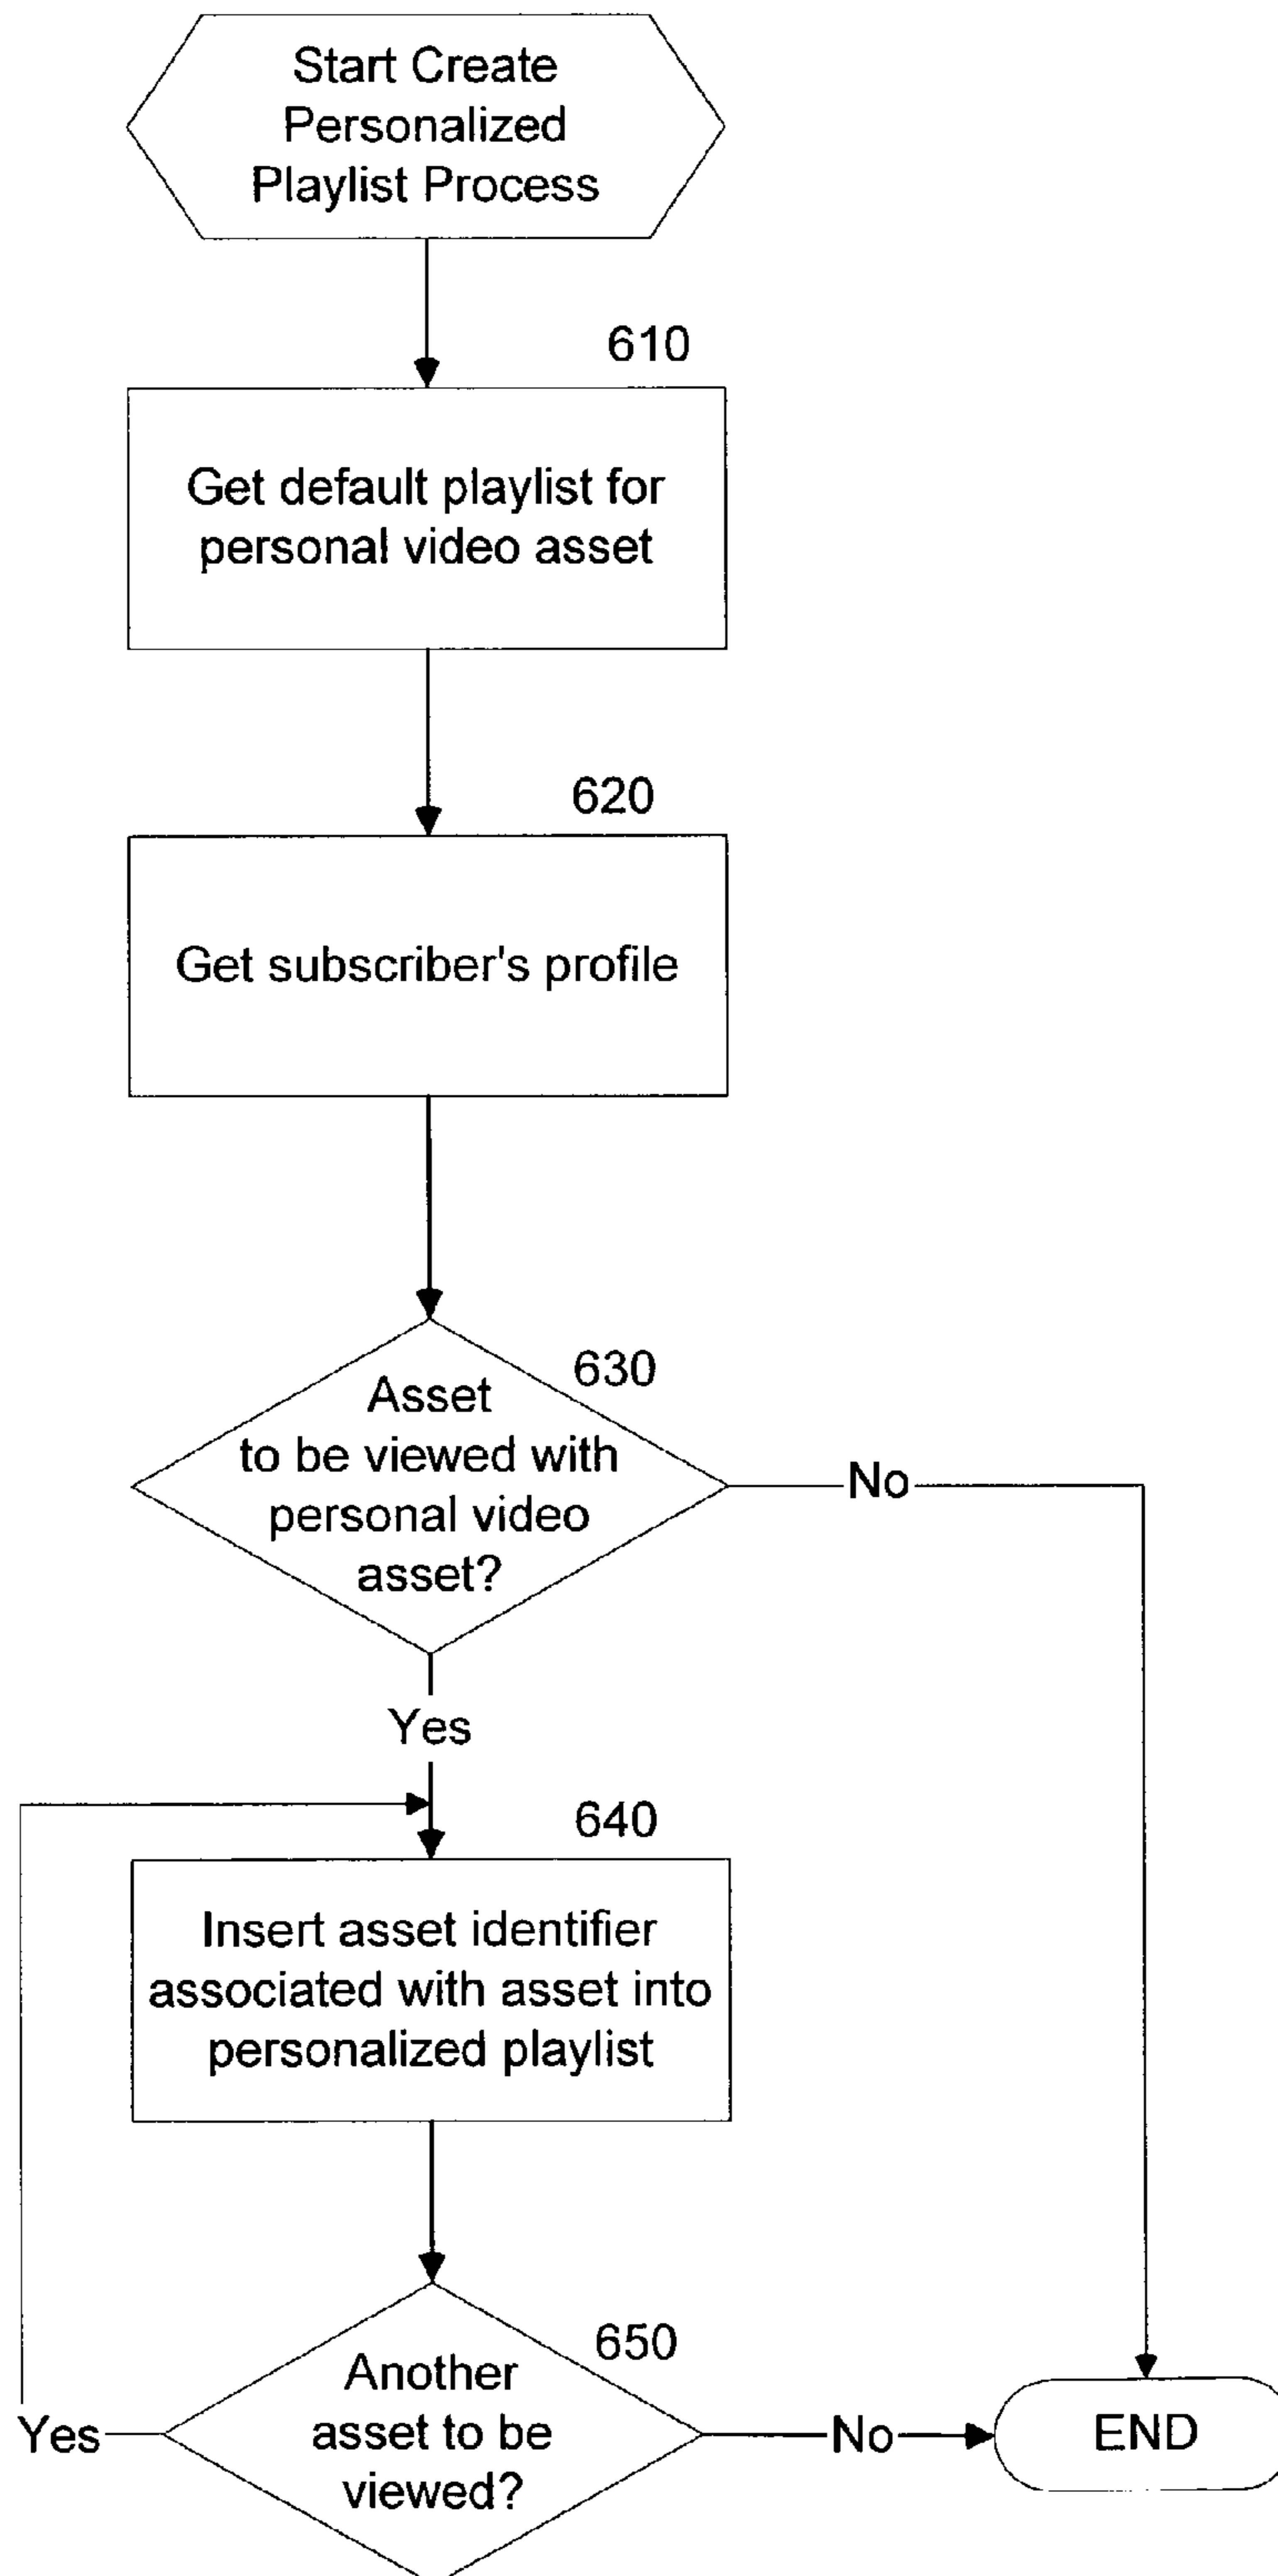 Start Create
Personalized
Playlist Process
610
Get default playlist for
personal video asset
620
Get subscriber's profile
630
Asset
to be viewed with
personal video
asset?
No
Yes
640
Insert asset identifier
associated with asset into
personalized playlist
650
Another
asset to be
viewed?
Yes
No
END